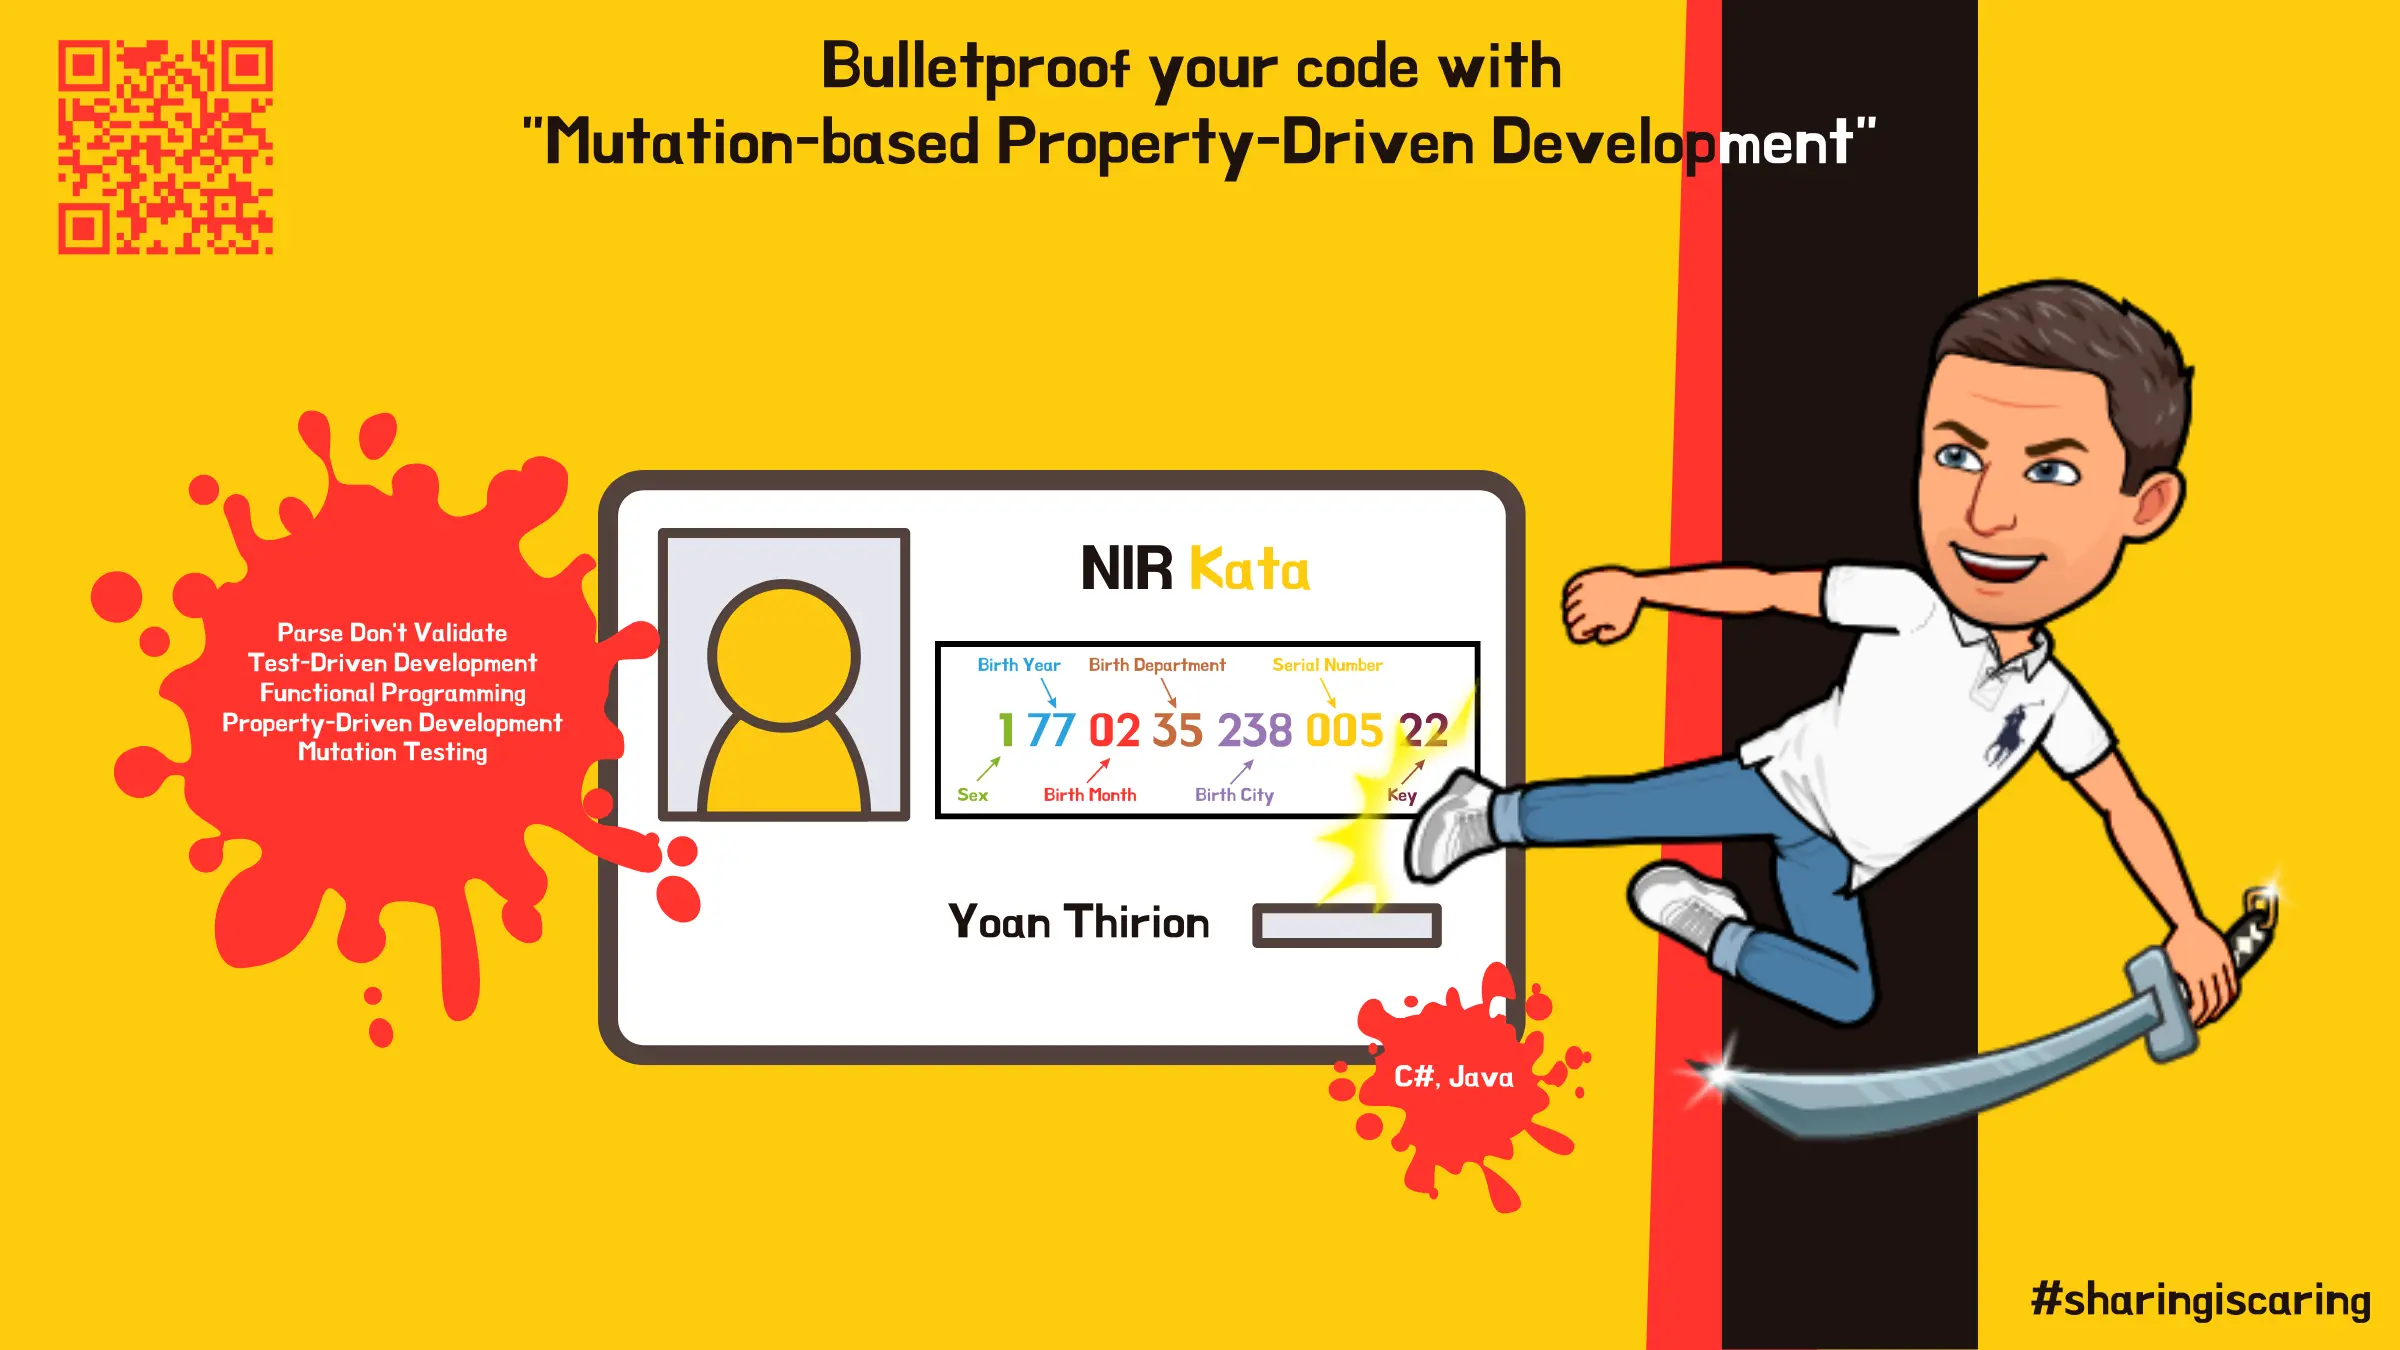 Bulletproof your code with
"Mutation-based Property-Driven Development"
Parse Don't Validate
Test-Driven Development
Functional Programming
Property-Driven Development
Mutation Testing
NIR Kata
Birth Year Birth Department Serial Number
1 77 02 35 238 005 22
Sex Birth Month Birth City Key
Yoan Thirion
C#, Java
#sharingiscaring